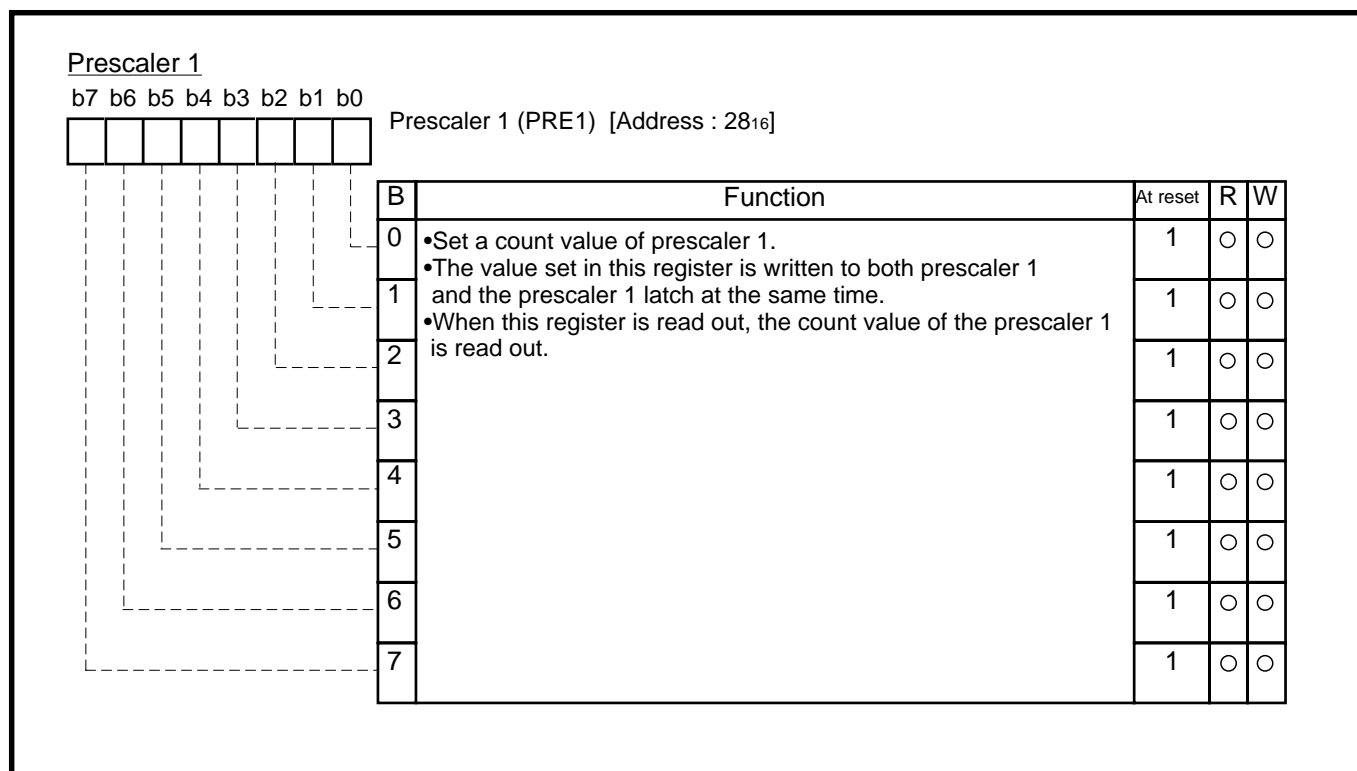 Prescaler 1
b7 b6 b5 b4 b3 b2 b1 b0
Prescaler 1 (PRE1) [Address : 2816]
B Function At reset R W
0 •Set a count value of prescaler 1. 1 ○ ○
•The value set in this register is written to both prescaler 1
1 and the prescaler 1 latch at the same time. 1 ○ ○
•When this register is read out, the count value of the prescaler 1
2 is read out. 1 ○ ○
3 1 ○ ○
4 1 ○ ○
5 1 ○ ○
6 1 ○ ○
7 1 ○ ○